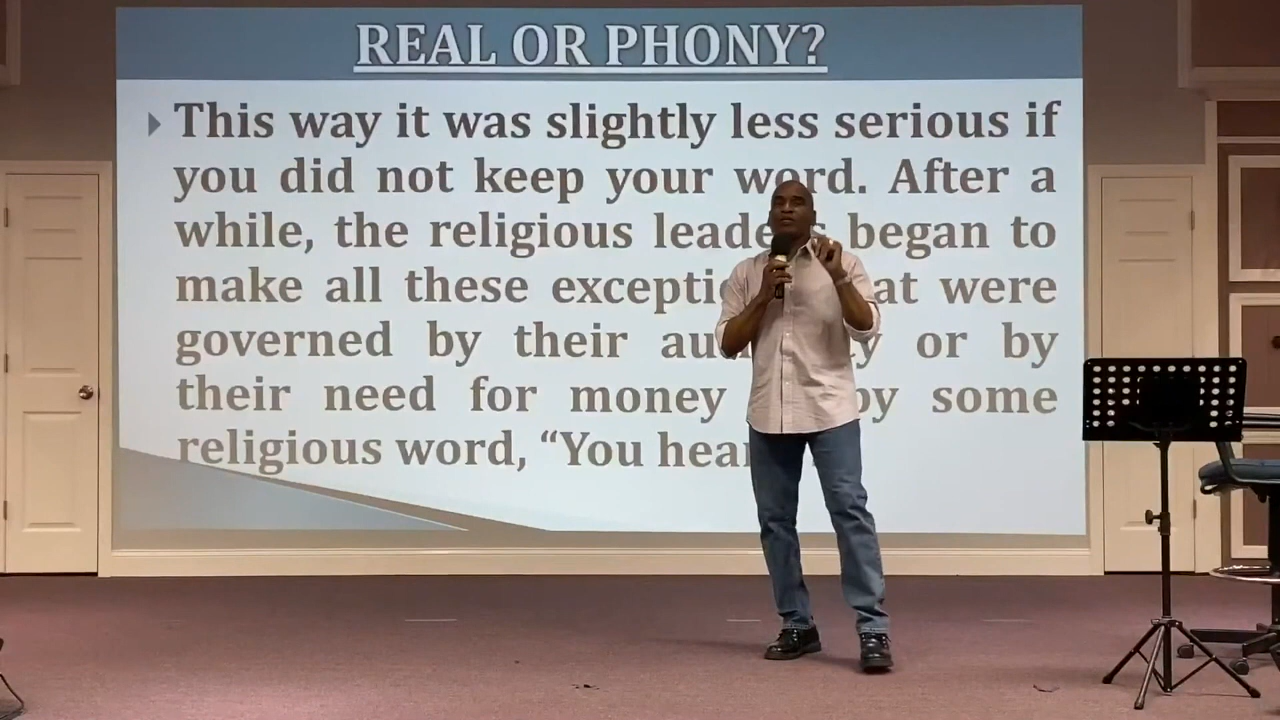 REAL OR PHONY?
This way it was slightly less serious if
you did not keep your word. After a
while, the religious leaders began to
make all these were
governed by their or by
their need for money by some
religious word, “You